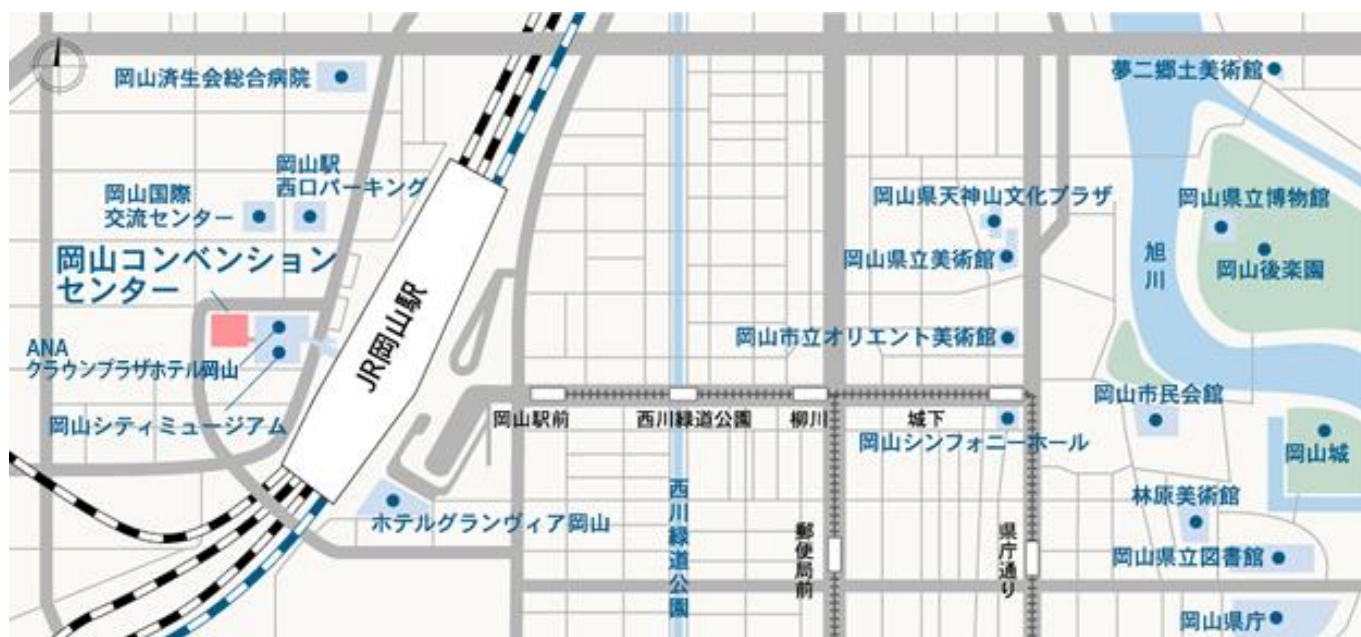 夢二郷土美術館
岡山済生会総合病院
岡山駅
西口パーキング
岡山国際
交流センター
岡山県天神山文化プラザ
岡山県立博物館
岡山コンベンション
センター
岡山県立美術館
旭川
岡山後楽園
JR岡山駅
岡山市立オリエント美術館
ANA
クラウンプラザホテル岡山
岡山シティミュージアム
岡山駅前
西川緑道公園
柳川
城下
岡山市民会館
岡山シンフォニーホール
岡山城
西川緑道公園
林原美術館
ホテルグランヴィア岡山
郵便局前
県庁通り
岡山県立図書館
岡山県庁